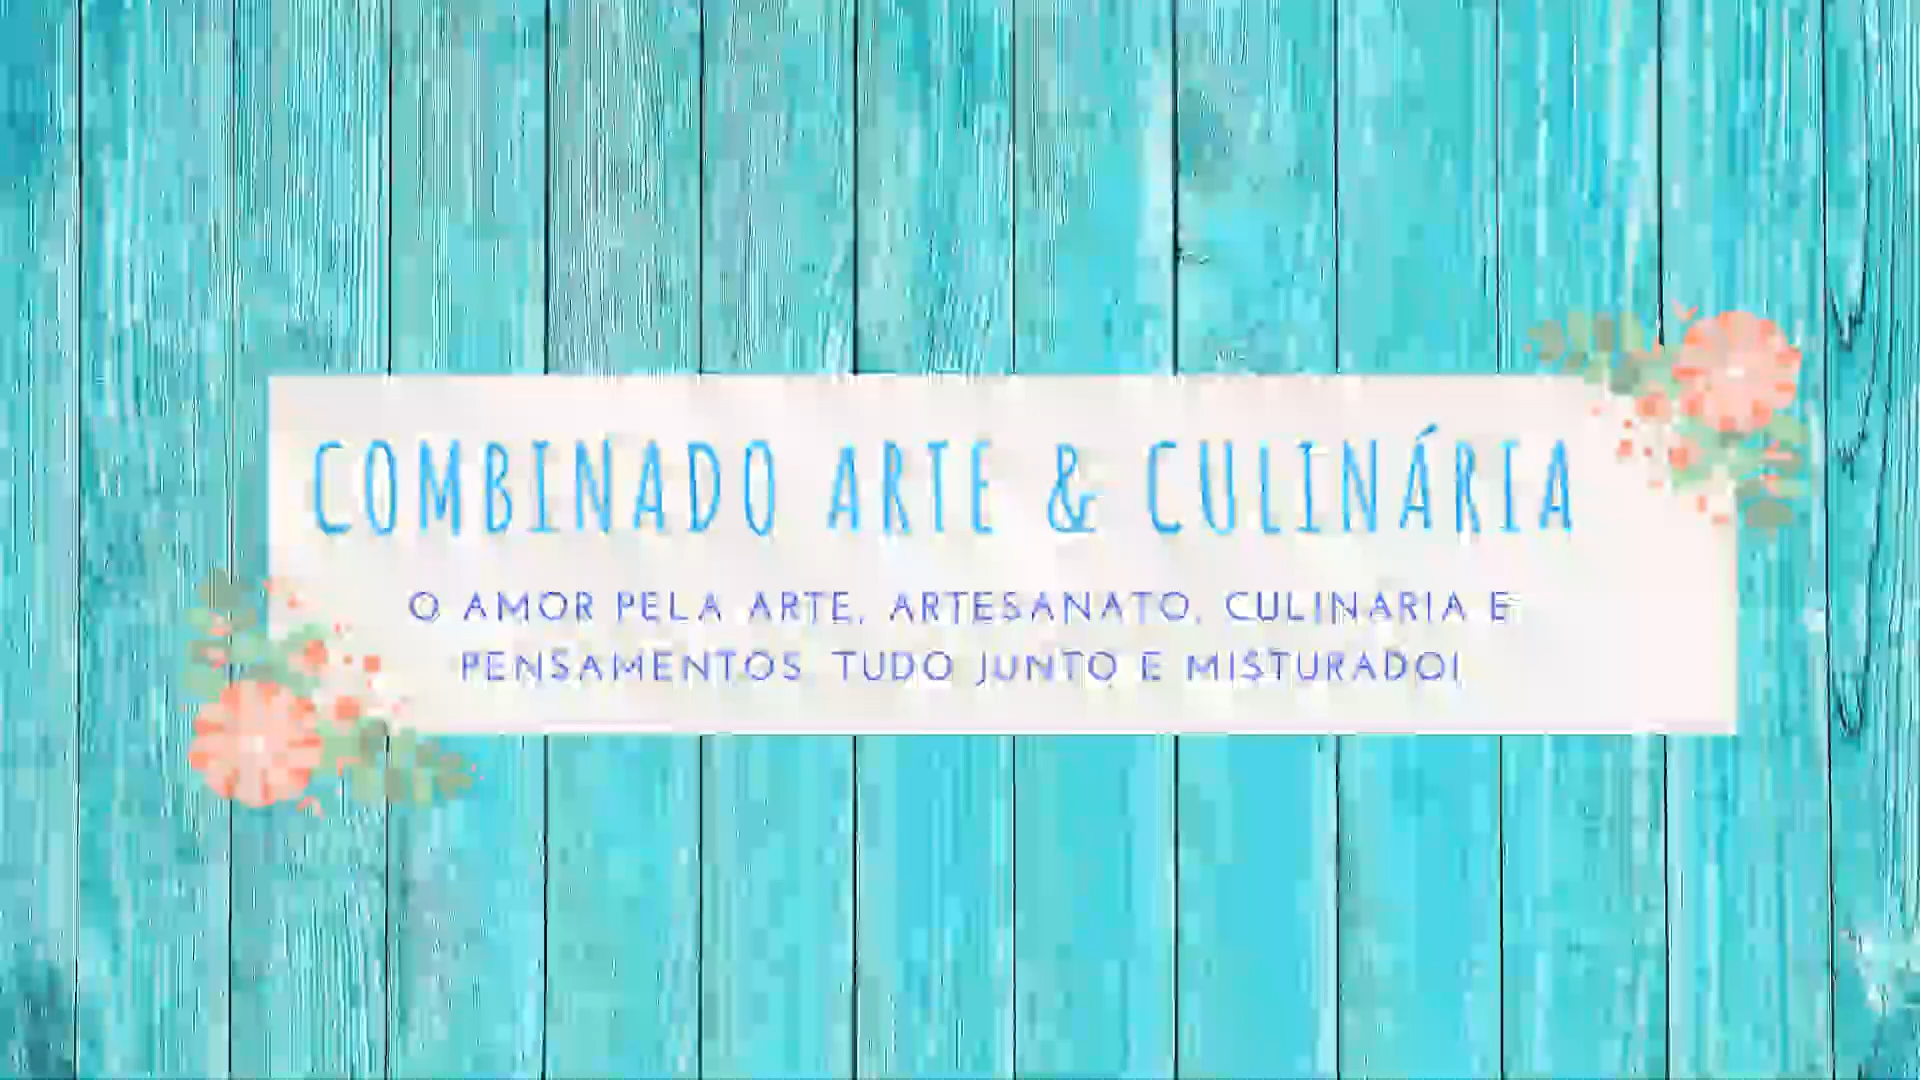 COMBINADO ARTE & CULINÁRIA
O AMOR PELA ARTE, ARTESANATO, CULINARIA E
PENSAMENTOS. TUDO JUNTO E MISTURADO!